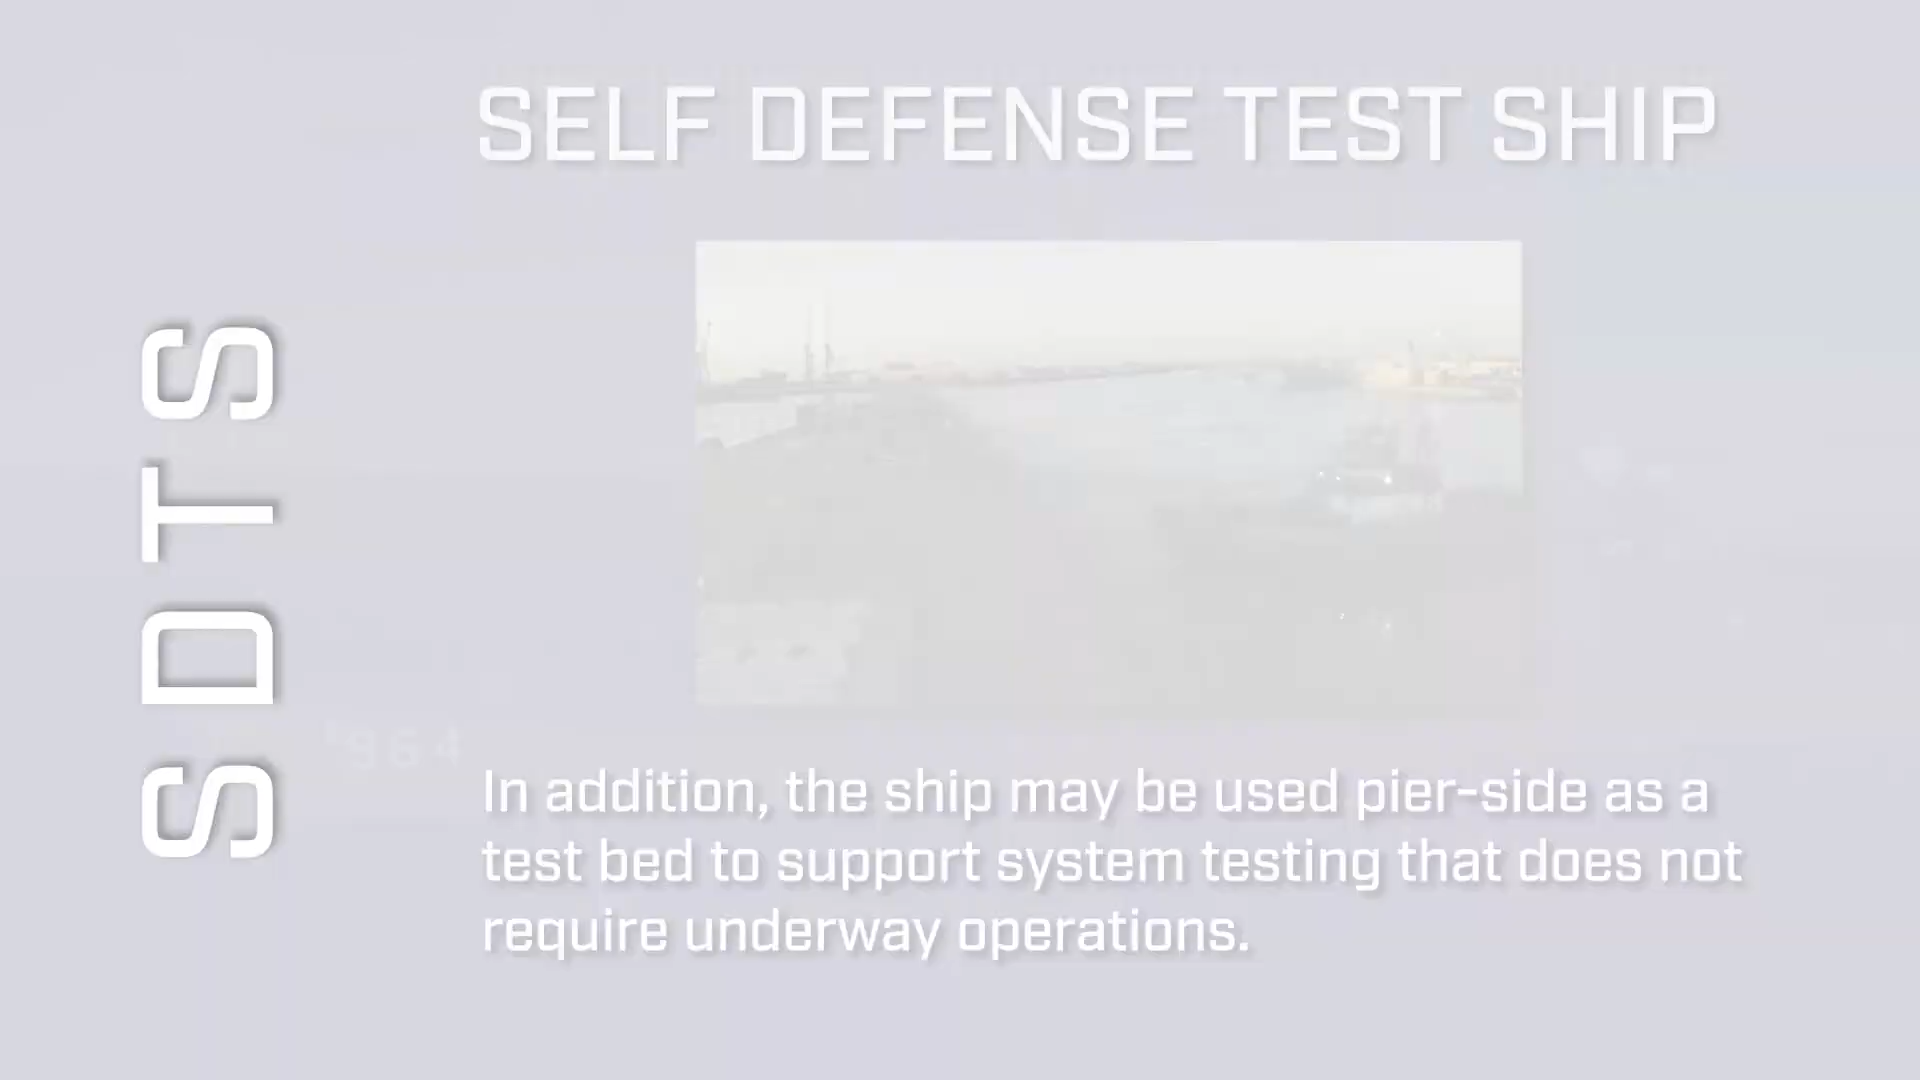 SELF DEFENSE TEST SHIP
SDTS
964
In addition, the ship may be used pier-side as a
test bed to support system testing that does not
require underway operations.